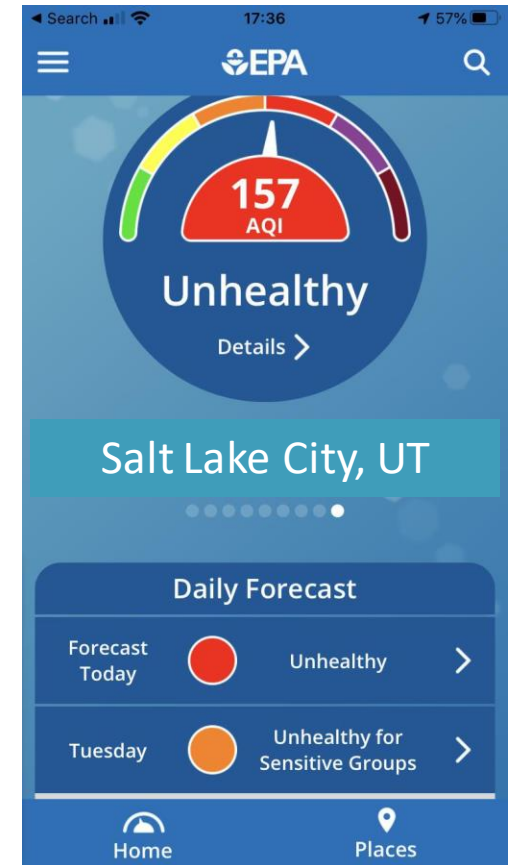 Search 17:36 57%
EPA
157
AQI
Unhealthy
Details
Salt Lake City, UT
Daily Forecast
Forecast
Today
Unhealthy
Tuesday
Unhealthy for
Sensitive Groups
Home Places